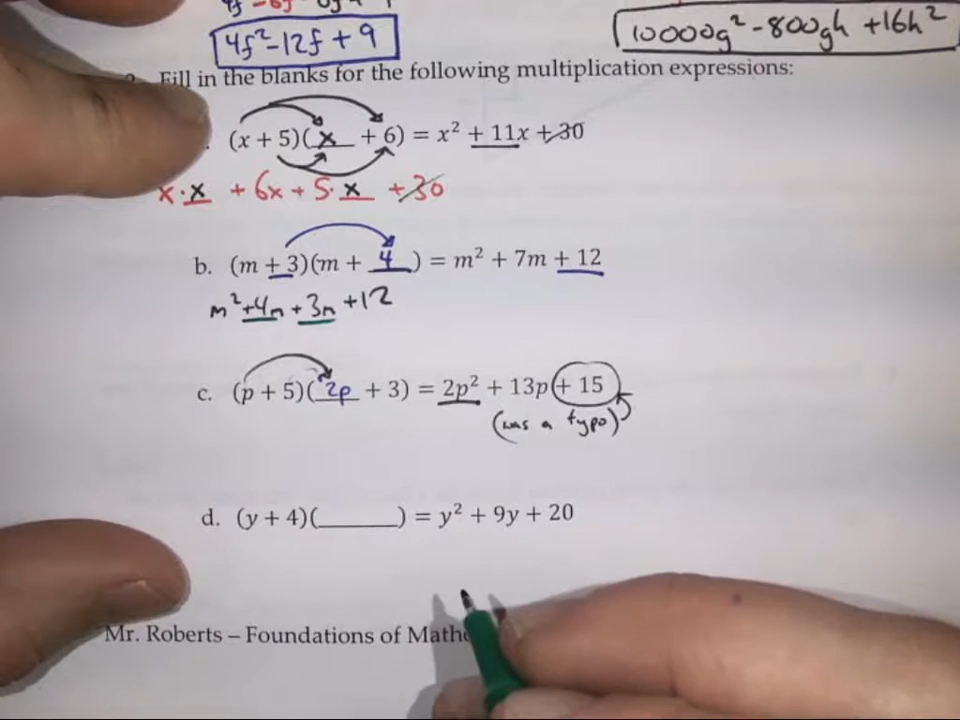 4f² - 12f + 9
10000g² - 800gh + 16h²
Fill in the blanks for the following multiplication expressions:
(x + 5)(x + 6) = x² + 11x + 30
x · x + 6x + 5 · x + 30
b. (m + 3)(m + 4) = m² + 7m + 12
m² + 4m + 3m + 12
c. (p + 5)(2p + 3) = 2p² + 13p + 15
(was a typo)
d. (y + 4)(______) = y² + 9y + 20
Mr. Roberts – Foundations of Mathe